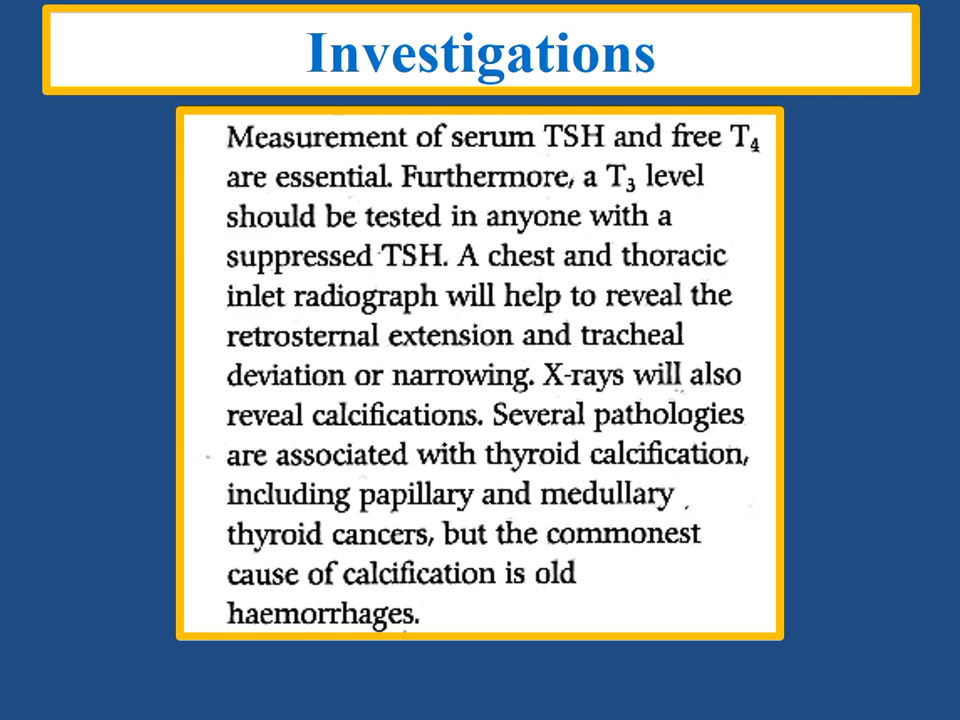 Investigations
Measurement of serum TSH and free T₄
are essential. Furthermore, a T₃ level
should be tested in anyone with a
suppressed TSH. A chest and thoracic
inlet radiograph will help to reveal the
retrosternal extension and tracheal
deviation or narrowing. X-rays will also
reveal calcifications. Several pathologies
are associated with thyroid calcification,
including papillary and medullary
thyroid cancers, but the commonest
cause of calcification is old
haemorrhages.